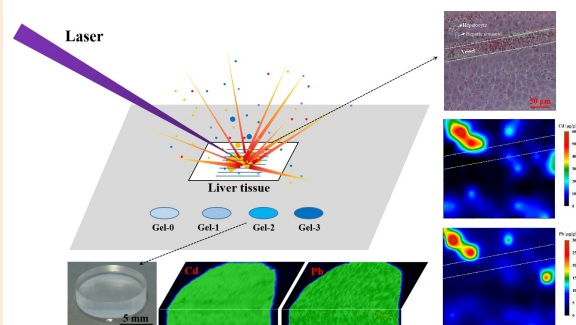 Laser
Hepatocyte
Hepatic sinusoid
Vessel
50 μm
Liver tissue
Gel-0
Gel-1
Gel-2
Gel-3
Cd (μg/g)
Pb (μg/g)
5 mm
Cd
Pb